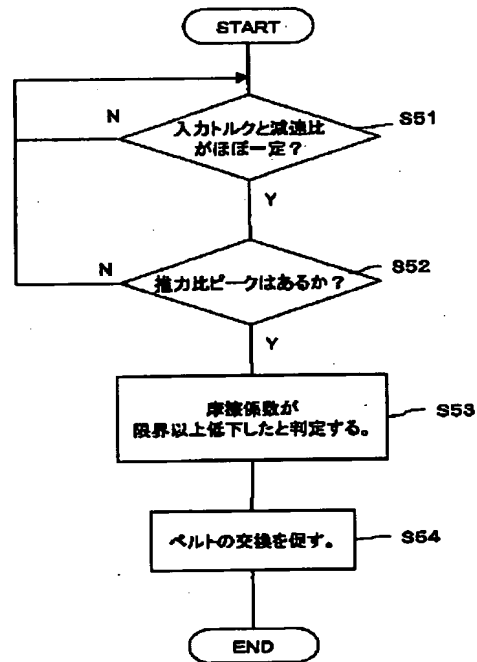 START
N
入力トルクと減速比
がほぼ一定？
S51
Y
N
推力比ピークはあるか？
S52
Y
摩擦係数が
限界以上低下したと判定する。
S53
ベルトの交換を促す。
S54
END